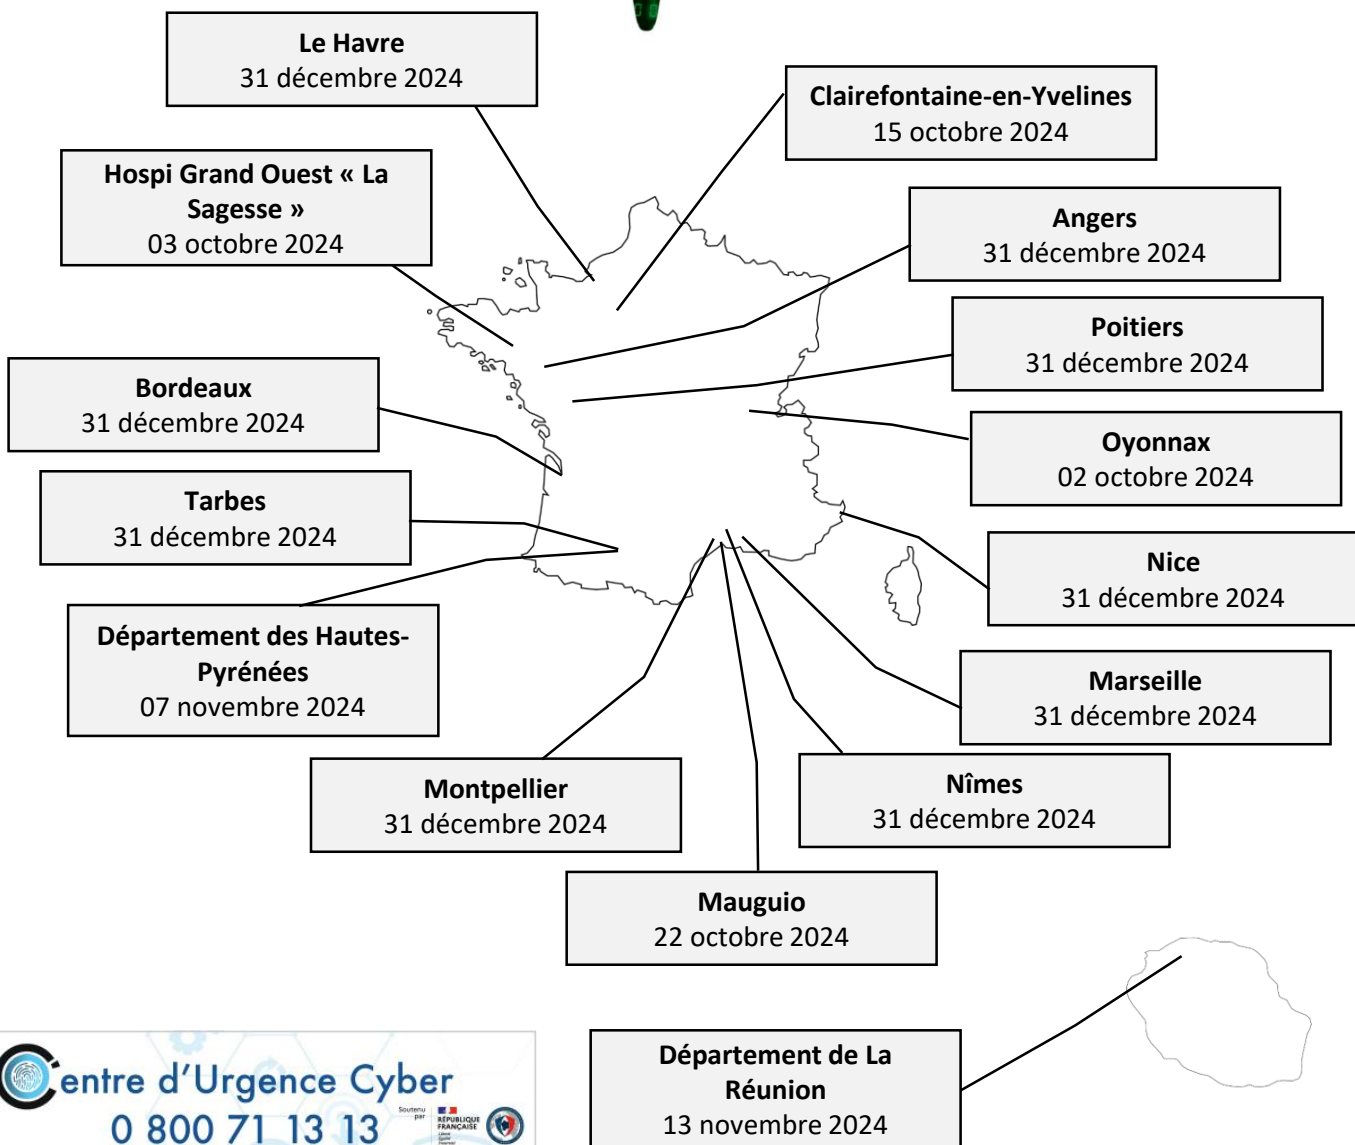 Le Havre
31 décembre 2024
Clairefontaine-en-Yvelines
15 octobre 2024
Hospi Grand Ouest « La
Sagesse »
03 octobre 2024
Angers
31 décembre 2024
Poitiers
31 décembre 2024
Bordeaux
31 décembre 2024
Oyonnax
02 octobre 2024
Tarbes
31 décembre 2024
Nice
31 décembre 2024
Département des Hautes-
Pyrénées
07 novembre 2024
Marseille
31 décembre 2024
Montpellier
31 décembre 2024
Nîmes
31 décembre 2024
Mauguio
22 octobre 2024
Département de La
Réunion
13 novembre 2024
Centre d'Urgence Cyber
0 800 71 13 13
Soutenu
par
RÉPUBLIQUE
FRANÇAISE